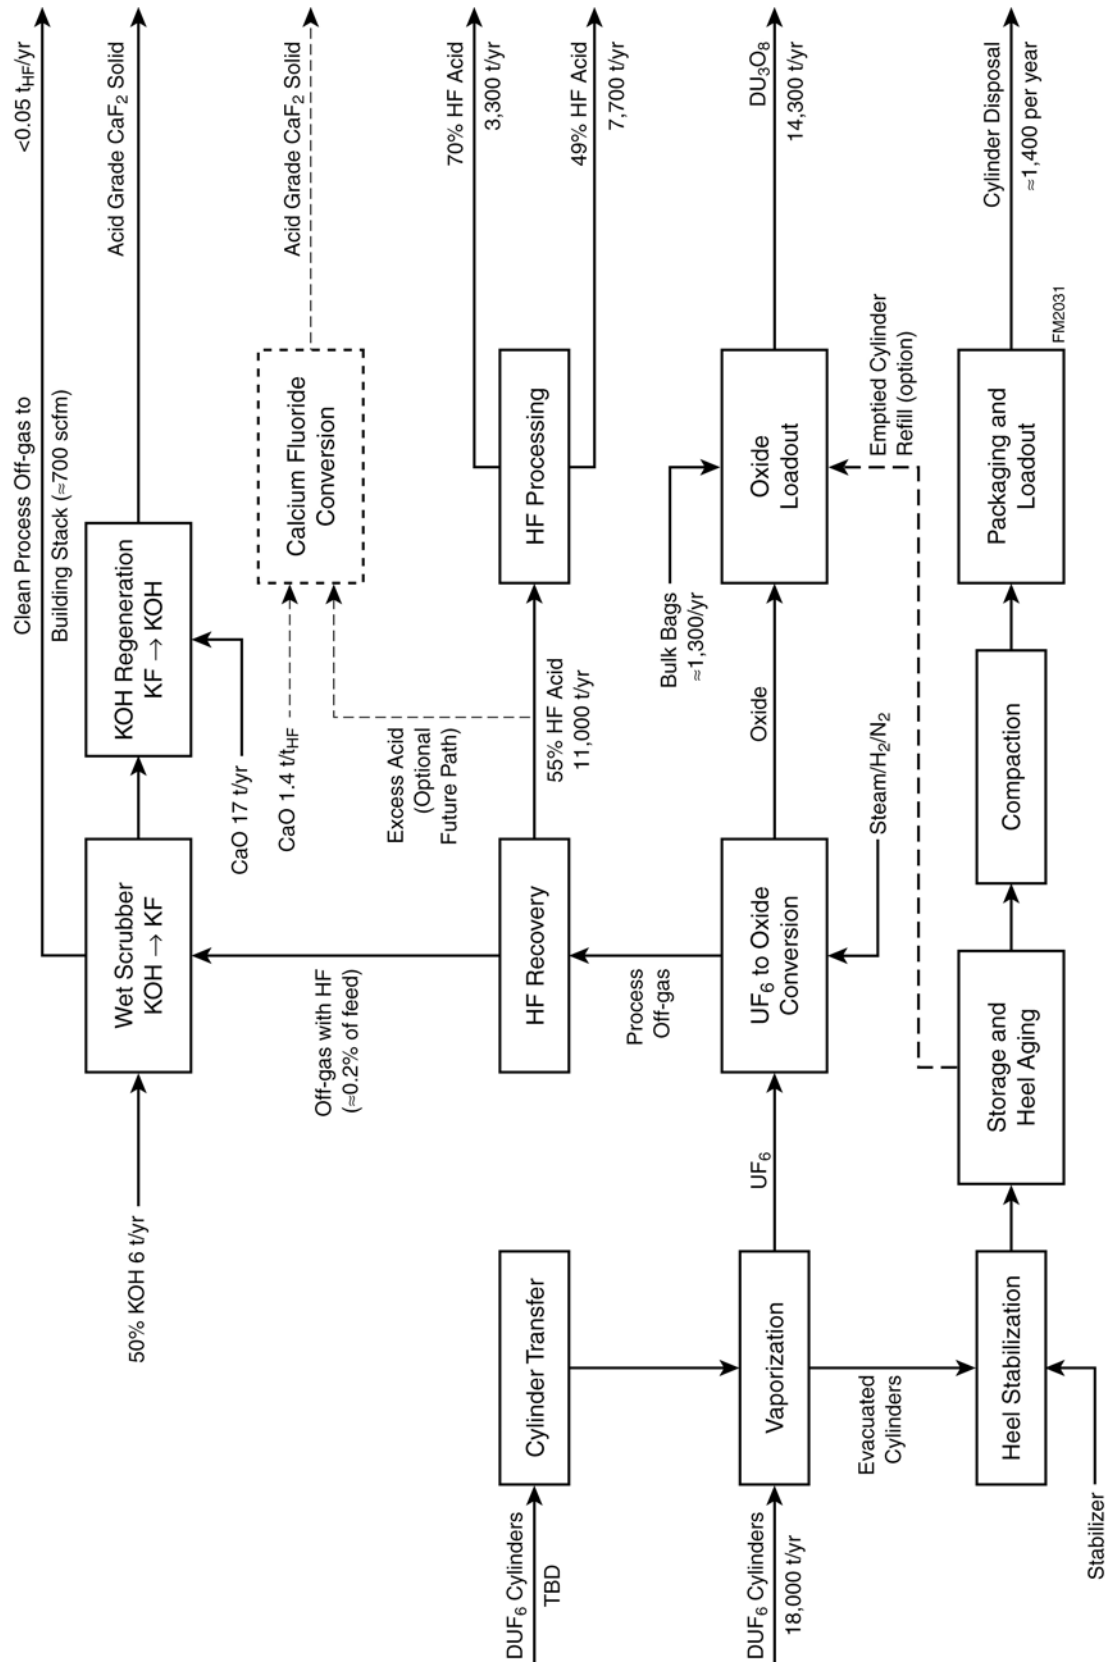 Clean Process Off-gas to
Building Stack (≈700 scfm)
<0.05 t_HF/yr
50% KOH 6 t/yr
Wet Scrubber
KOH → KF
KOH Regeneration
KF → KOH
Acid Grade CaF₂ Solid
CaO 17 t/yr
CaO 1.4 t/t_HF
Calcium Fluoride
Conversion
Acid Grade CaF₂ Solid
Off-gas with HF
(≈0.2% of feed)
Excess Acid
(Optional
Future Path)
DUF₆ Cylinders
TBD
Cylinder Transfer
HF Recovery
55% HF Acid
11,000 t/yr
HF Processing
70% HF Acid
3,300 t/yr
49% HF Acid
7,700 t/yr
Process
Off-gas
Bulk Bags
≈1,300/yr
DUF₆ Cylinders
18,000 t/yr
Vaporization
UF₆
UF₆ to Oxide
Conversion
Oxide
Oxide
Loadout
DU₃O₈
14,300 t/yr
Evacuated
Cylinders
Steam/H₂/N₂
Emptied Cylinder
Refill (option)
Stabilizer
Heel Stabilization
Storage and
Heel Aging
Compaction
Packaging and
Loadout
Cylinder Disposal
≈1,400 per year
FM2031